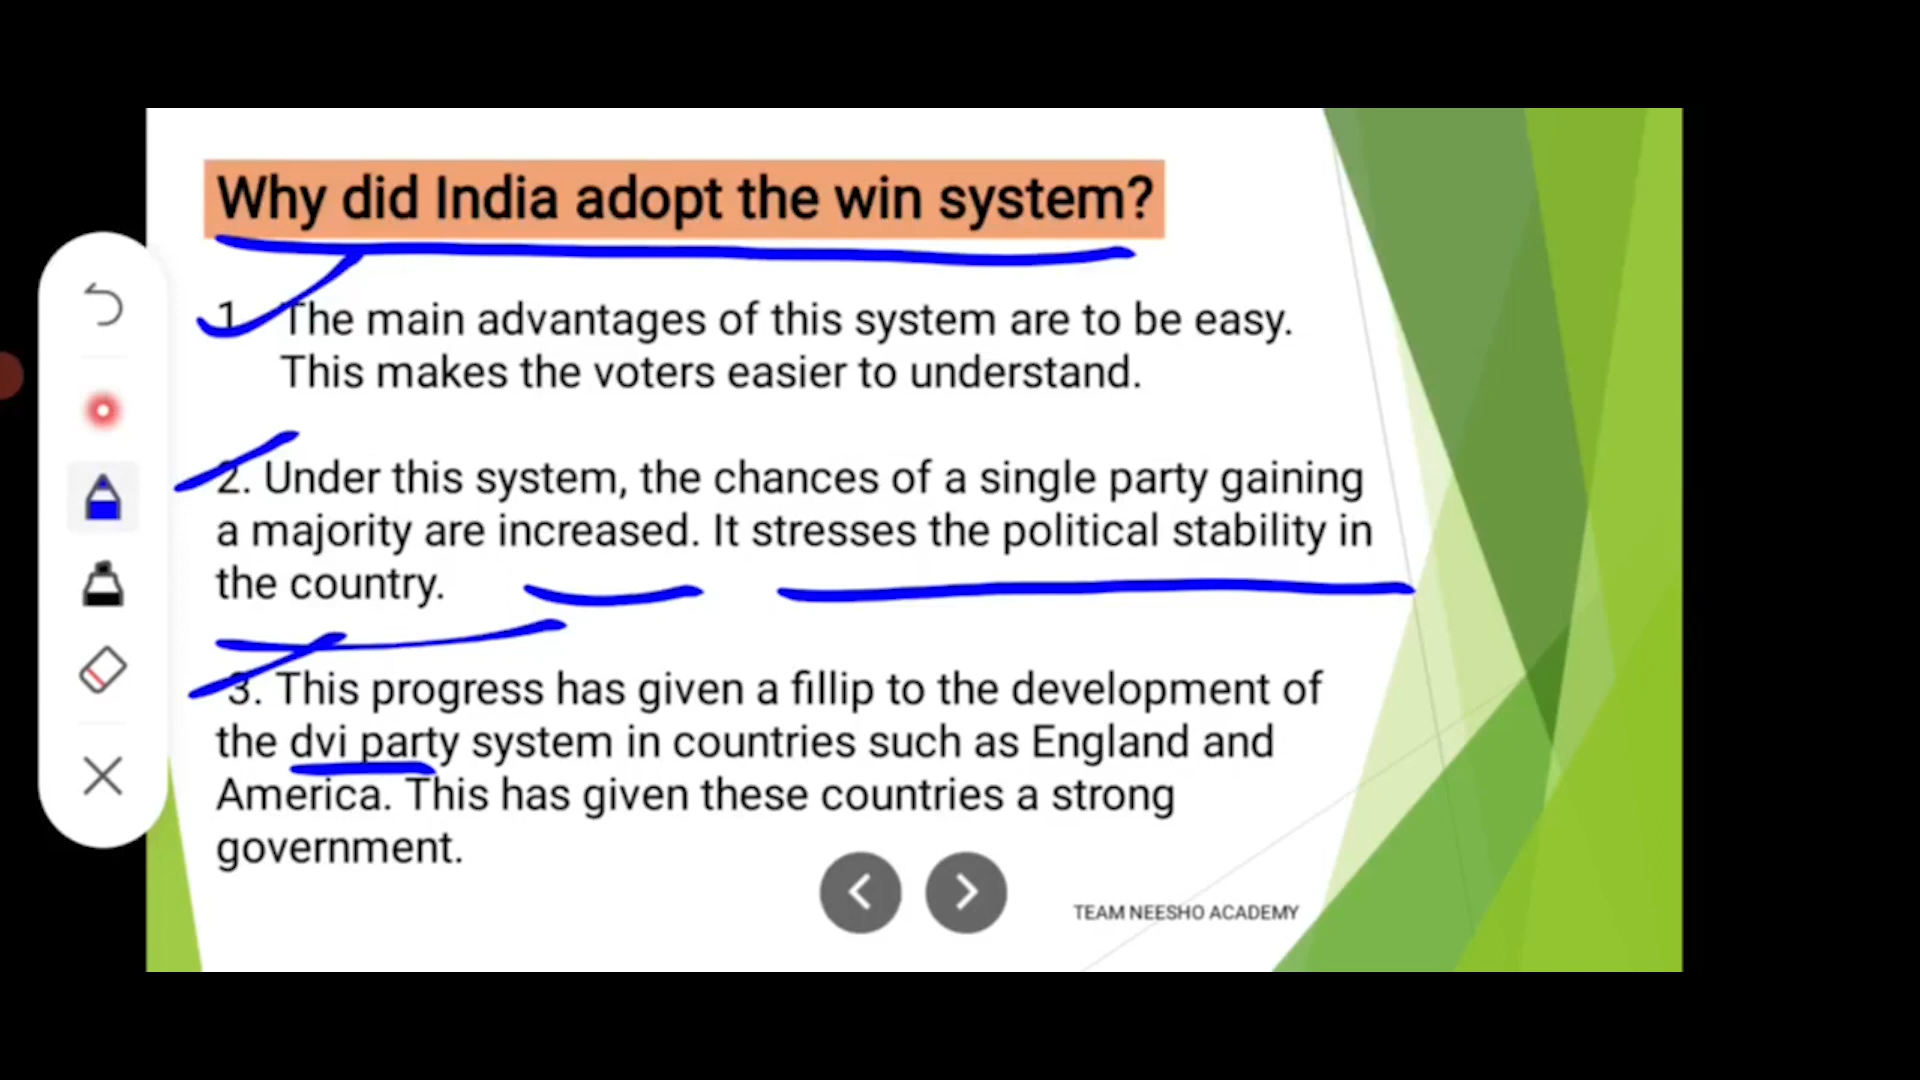 Why did India adopt the win system?
1. The main advantages of this system are to be easy.
This makes the voters easier to understand.
2. Under this system, the chances of a single party gaining
a majority are increased. It stresses the political stability in
the country.
3. This progress has given a fillip to the development of
the dvi party system in countries such as England and
America. This has given these countries a strong
government.
TEAM NEESHO ACADEMY